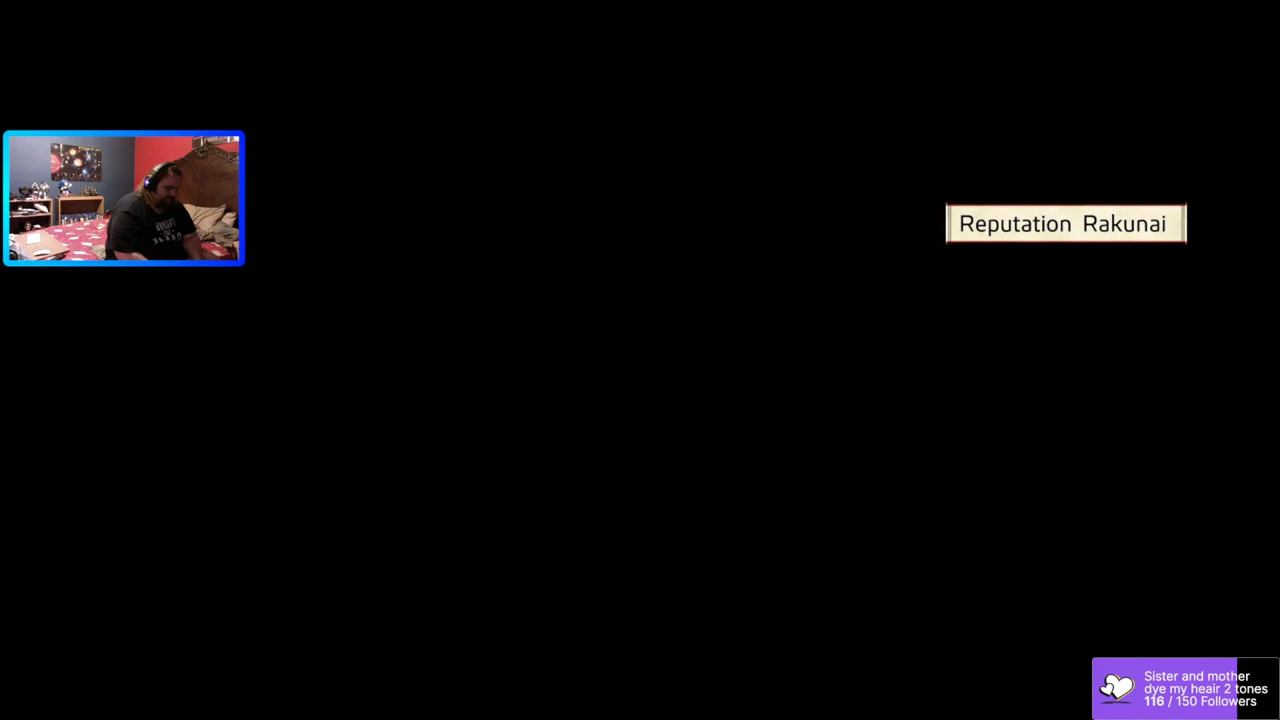 Reputation Rakunai
Sister and mother
dye my heair 2 tones
116 / 150 Followers